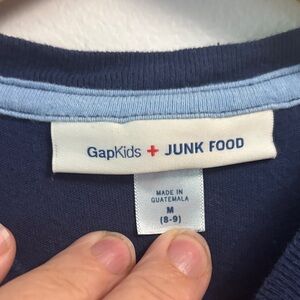 GapKids + JUNK FOOD
MADE IN
GUATEMALA
M
(8-9)